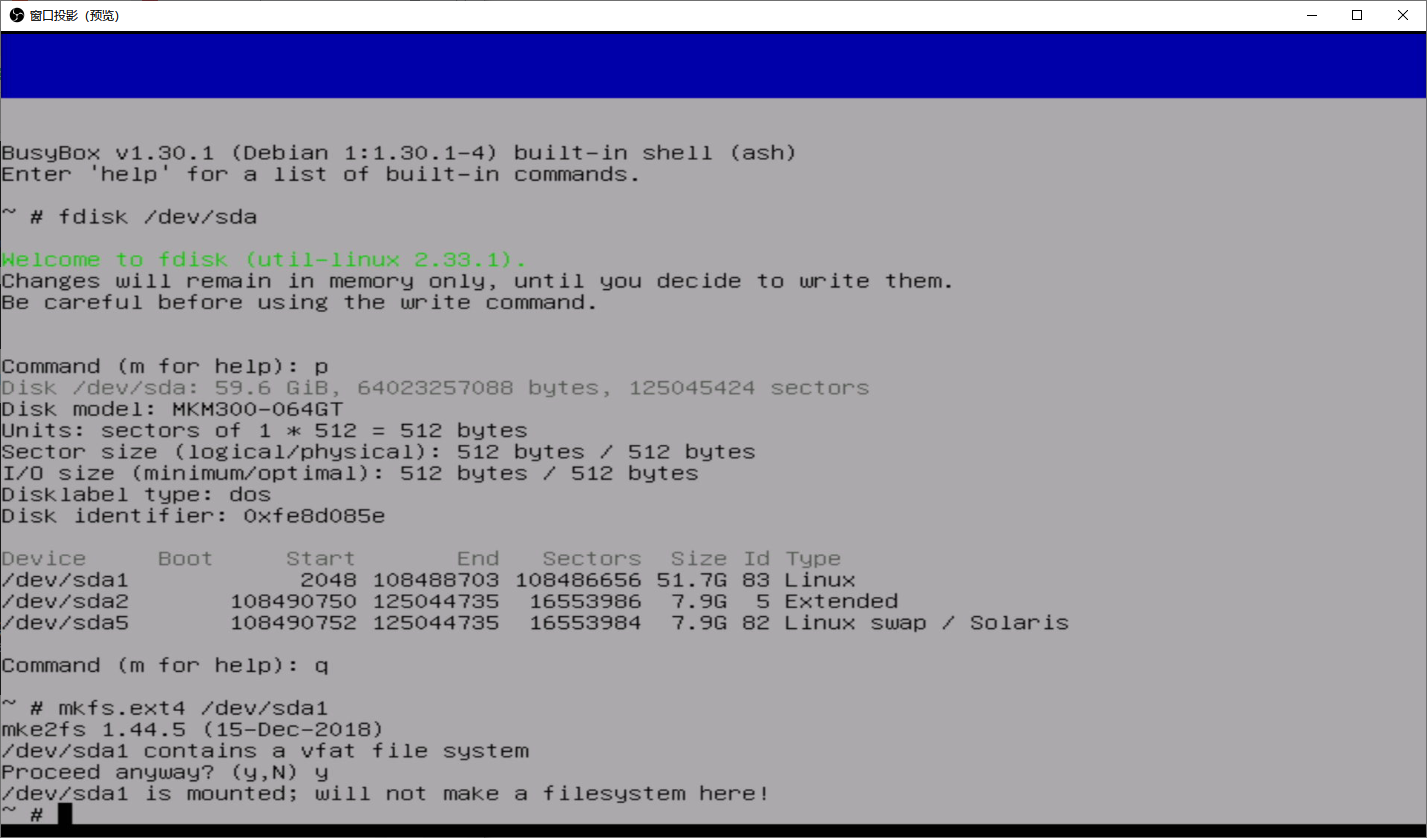 窗口投影 (预览)
BusyBox v1.30.1 (Debian 1:1.30.1-4) built-in shell (ash)
Enter 'help' for a list of built-in commands.
~ # fdisk /dev/sda
Welcome to fdisk (util-linux 2.33.1).
Changes will remain in memory only, until you decide to write them.
Be careful before using the write command.
Command (m for help): p
Disk /dev/sda: 59.6 GiB, 64023257088 bytes, 125045424 sectors
Disk model: MKM300-064GT
Units: sectors of 1 * 512 = 512 bytes
Sector size (logical/physical): 512 bytes / 512 bytes
I/O size (minimum/optimal): 512 bytes / 512 bytes
Disklabel type: dos
Disk identifier: 0xfe8d085e
Device     Boot     Start       End   Sectors  Size Id Type
/dev/sda1            2048 108488703 108486656 51.7G 83 Linux
/dev/sda2       108490750 125044735  16553986  7.9G  5 Extended
/dev/sda5       108490752 125044735  16553984  7.9G 82 Linux swap / Solaris
Command (m for help): q
~ # mkfs.ext4 /dev/sda1
mke2fs 1.44.5 (15-Dec-2018)
/dev/sda1 contains a vfat file system
Proceed anyway? (y,N) y
/dev/sda1 is mounted; will not make a filesystem here!
~ #